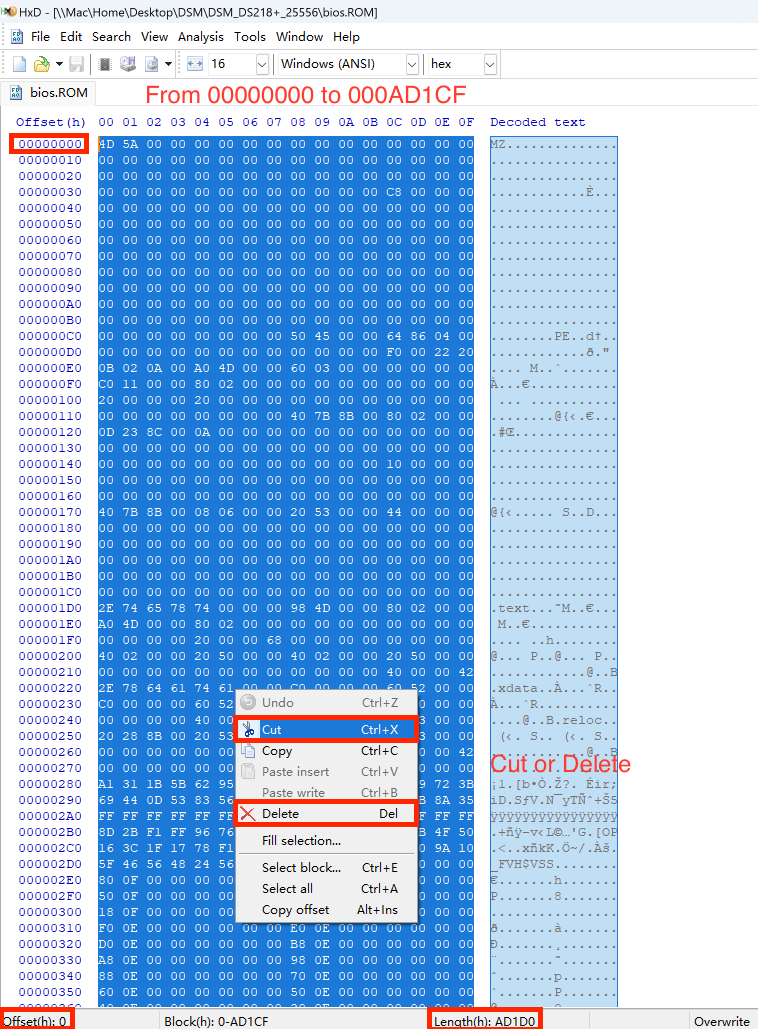 HxD - [\\Mac\Home\Desktop\DSM\DSM_DS218+_25556\bios.ROM]
File Edit Search View Analysis Tools Window Help
16 Windows (ANSI) hex
bios.ROM From 00000000 to 000AD1CF
Offset(h) 00 01 02 03 04 05 06 07 08 09 0A 0B 0C 0D 0E 0F Decoded text
00000000 4D 5A 00 00 00 00 00 00 00 00 00 00 00 00 00 00 MZ..............
00000010 00 00 00 00 00 00 00 00 00 00 00 00 00 00 00 00 ................
00000020 00 00 00 00 00 00 00 00 00 00 00 00 00 00 00 00 ................
00000030 00 00 00 00 00 00 00 00 00 00 00 00 C8 00 00 00 ............È...
00000040 00 00 00 00 00 00 00 00 00 00 00 00 00 00 00 00 ................
00000050 00 00 00 00 00 00 00 00 00 00 00 00 00 00 00 00 ................
00000060 00 00 00 00 00 00 00 00 00 00 00 00 00 00 00 00 ................
00000070 00 00 00 00 00 00 00 00 00 00 00 00 00 00 00 00 ................
00000080 00 00 00 00 00 00 00 00 00 00 00 00 00 00 00 00 ................
00000090 00 00 00 00 00 00 00 00 00 00 00 00 00 00 00 00 ................
000000A0 00 00 00 00 00 00 00 00 00 00 00 00 00 00 00 00 ................
000000B0 00 00 00 00 00 00 00 00 00 00 00 00 00 00 00 00 ................
000000C0 00 00 00 00 00 00 00 00 50 45 00 00 64 86 04 00 ........PE..d†..
000000D0 00 00 00 00 00 00 00 00 00 00 00 00 F0 00 22 20 ............ð."
000000E0 0B 02 0A 00 A0 4D 00 00 60 03 00 00 00 00 00 00 .... M..`.......
000000F0 C0 11 00 00 80 02 00 00 00 00 00 00 00 00 00 00 À...€...........
00000100 20 00 00 00 20 00 00 00 00 00 00 00 00 00 00 00 ... ...........
00000110 00 00 00 00 00 00 00 00 40 7B 8B 00 80 02 00 00 ........@{‹.€...
00000120 0D 23 8C 00 0A 00 00 00 00 00 00 00 00 00 00 00 .#Œ.............
00000130 00 00 00 00 00 00 00 00 00 00 00 00 00 00 00 00 ................
00000140 00 00 00 00 00 00 00 00 00 00 00 00 10 00 00 00 ................
00000150 00 00 00 00 00 00 00 00 00 00 00 00 00 00 00 00 ................
00000160 00 00 00 00 00 00 00 00 00 00 00 00 00 00 00 00 ................
00000170 40 7B 8B 00 08 06 00 00 20 53 00 00 44 00 00 00 @{‹..... S..D...
00000180 00 00 00 00 00 00 00 00 00 00 00 00 00 00 00 00 ................
00000190 00 00 00 00 00 00 00 00 00 00 00 00 00 00 00 00 ................
000001A0 00 00 00 00 00 00 00 00 00 00 00 00 00 00 00 00 ................
000001B0 00 00 00 00 00 00 00 00 00 00 00 00 00 00 00 00 ................
000001C0 00 00 00 00 00 00 00 00 00 00 00 00 00 00 00 00 ................
000001D0 2E 74 65 78 74 00 00 00 98 4D 00 00 80 02 00 00 .text...˜M..€...
000001E0 A0 4D 00 00 80 02 00 00 00 00 00 00 00 00 00 00 M..€...........
000001F0 00 00 00 00 20 00 00 68 00 00 00 00 00 00 00 00 .... ..h........
00000200 40 02 00 00 20 50 00 00 40 02 00 00 20 50 00 00 @... P..@... P..
00000210 00 00 00 00 00 00 00 00 00 00 00 00 40 00 00 42 ............@..B
00000220 2E 78 64 61 74 61 00 00 C0 00 00 00 60 52 00 00 .xdata..À...`R..
C0 00 00 00 60 52 À...`R..
00 00 00 00 40 00 ....@..B.reloc..
20 28 8B 00 20 53 (‹. S.. (‹. S..
00000260 00 00 00 00 00 00 42 ............@..B
00000270 00 00 00 00 00 00 00 ................
00000280 A1 31 1B 5B 62 95 72 3B ¡1.[b•Ò.Ž?. Éir;
00000290 69 44 0D 53 83 56 8A 35 iD.SƒV.N¯yTÑˆ+Š5
FF FF FF FF FF FF FF FF ÿÿÿÿÿÿÿÿÿÿÿÿÿÿÿÿ
000002B0 8D 2B F1 FF 96 76 4F 50 .+ñÿ–v‹L©…'G.[OP
000002C0 16 3C 1F 17 78 F1 9A 10 .<..xñkK.Ö~/.Àš.
000002D0 5F 46 56 48 24 56 00 00 _FVH$VSS........
000002E0 80 0F 00 00 00 00 00 00 €.......h.......
000002F0 50 0F 00 00 00 00 00 00 P.......8.......
00000300 18 0F 00 00 00 00 00 00 ........à.......
00000310 F0 0E 00 00 00 00 ð.......à.......
00000320 D0 0E 00 00 00 00 00 00 B8 0E 00 00 00 00 00 00 Ð.......¸.......
00000330 A8 0E 00 00 00 00 00 00 98 0E 00 00 00 00 00 00 ¨.......˜.......
00000340 88 0E 00 00 00 00 00 00 70 0E 00 00 00 00 00 00 ˆ.......p.......
00000350 60 0E 00 00 00 00 00 00 50 0E 00 00 00 00 00 00 `.......P.......
Undo Ctrl+Z
Cut Ctrl+X
Copy Ctrl+C
Paste insert Ctrl+V
Paste write Ctrl+B
Delete Del
Fill selection...
Select block... Ctrl+E
Select all Ctrl+A
Copy offset Alt+Ins
Cut or Delete
Offset(h): 0 Block(h): 0-AD1CF Length(h): AD1D0 Overwrite